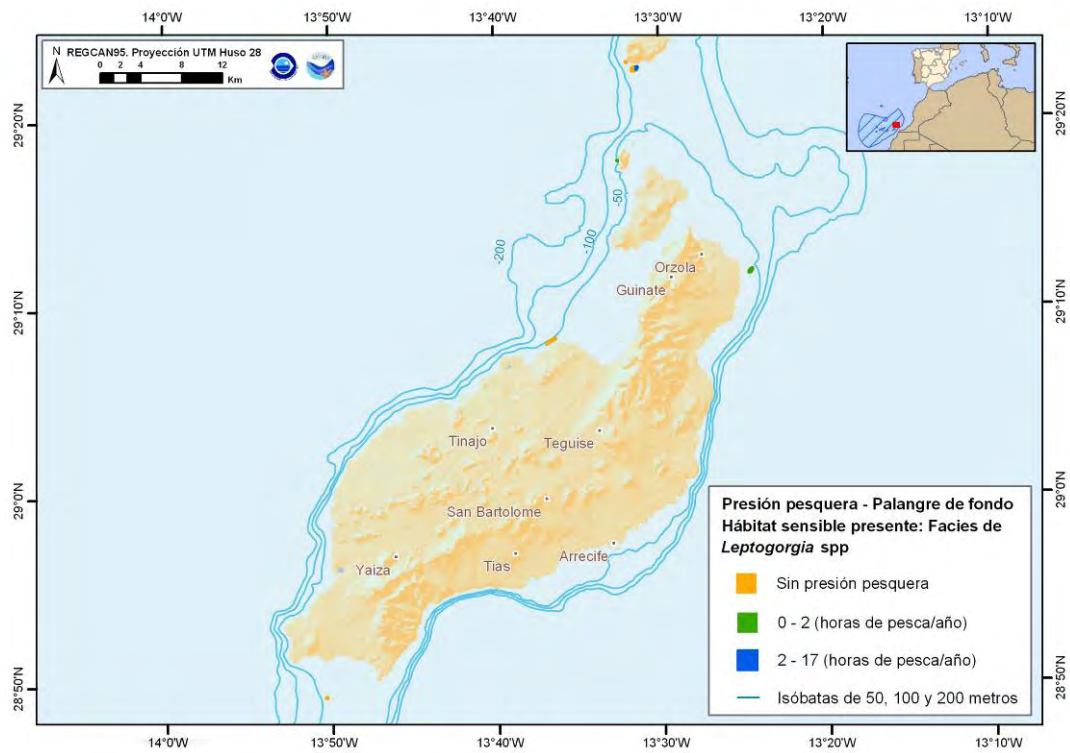 14°0'W 13°50'W 13°40'W 13°30'W 13°20'W 13°10'W
N REGCAN95. Proyección UTM Huso 28
0 2 4 8 12
Km
29°20'N 29°20'N
-50
-100
-200
Orzola
Guinate
29°10'N 29°10'N
Tinajo
Teguise
29°0'N 29°0'N
San Bartolome
Arrecife
Tias
Yaiza
28°50'N 28°50'N
Presión pesquera - Palangre de fondo
Hábitat sensible presente: Facies de
Leptogorgia spp
Sin presión pesquera
0 - 2 (horas de pesca/año)
2 - 17 (horas de pesca/año)
Isóbatas de 50, 100 y 200 metros
14°0'W 13°50'W 13°40'W 13°30'W 13°20'W 13°10'W